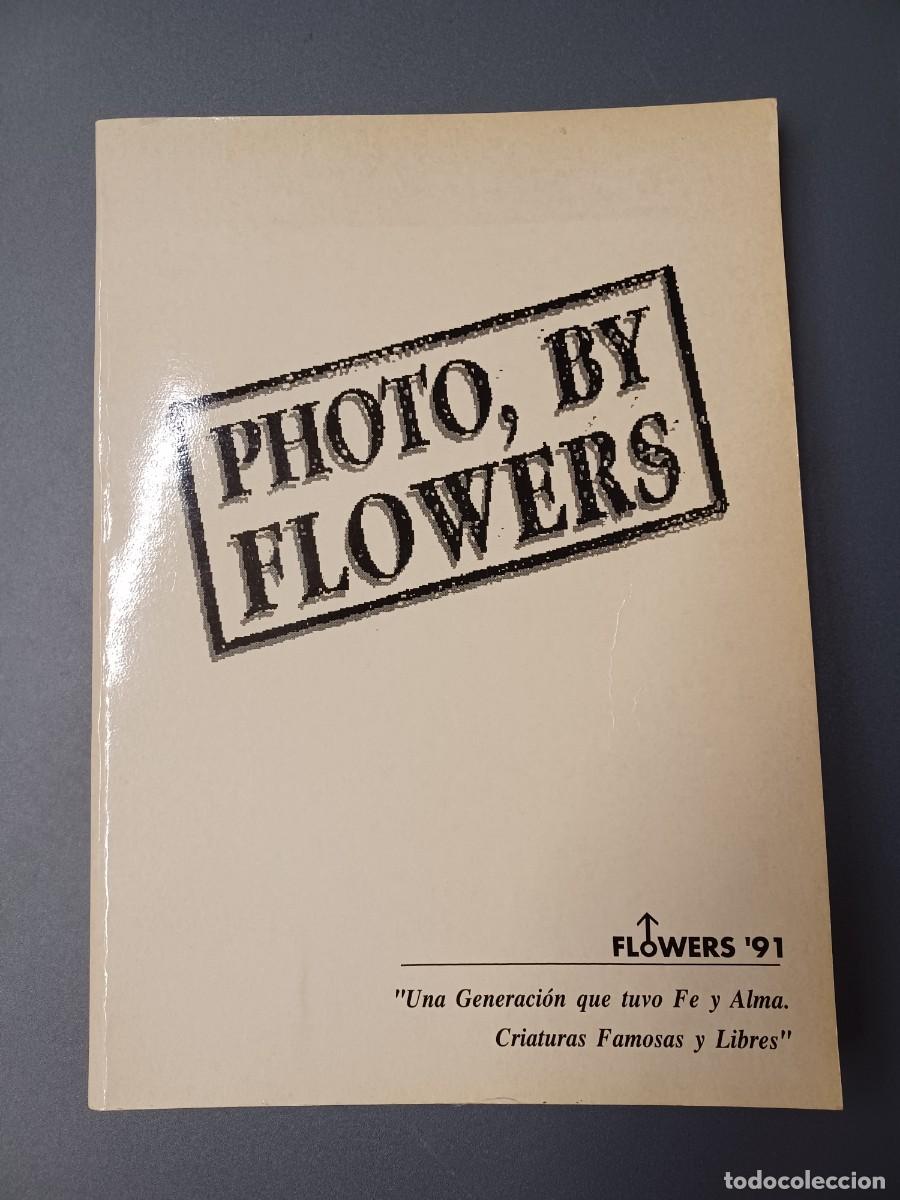 PHOTO, BY
FLOWERS
FLOWERS '91
"Una Generación que tuvo Fe y Alma.
Criaturas Famosas y Libres"
todocoleccion